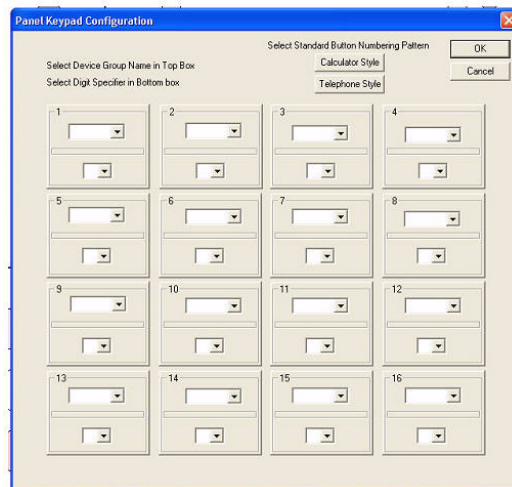 Panel Keypad Configuration
Select Standard Button Numbering Pattern
OK
Select Device Group Name in Top Box
Calculator Style
Cancel
Select Digit Specifier in Bottom box
Telephone Style
1
2
3
4
5
6
7
8
9
10
11
12
13
14
15
16